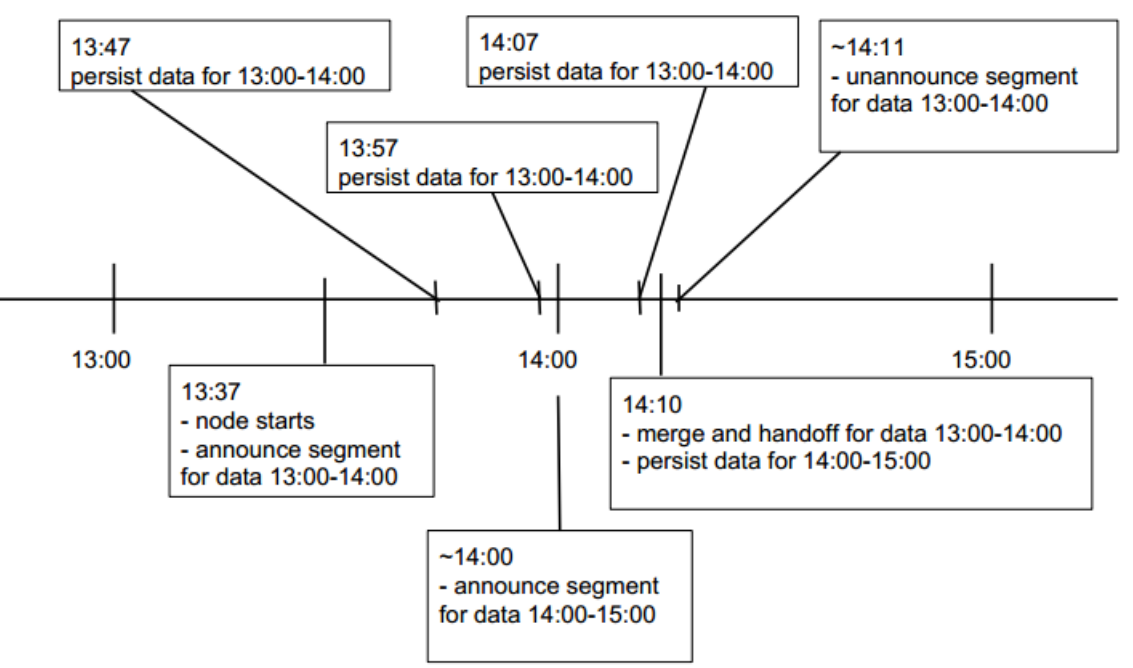 13:47
persist data for 13:00-14:00
14:07
persist data for 13:00-14:00
~14:11
- unannounce segment
for data 13:00-14:00
13:57
persist data for 13:00-14:00
13:00
14:00
15:00
13:37
- node starts
- announce segment
for data 13:00-14:00
14:10
- merge and handoff for data 13:00-14:00
- persist data for 14:00-15:00
~14:00
- announce segment
for data 14:00-15:00